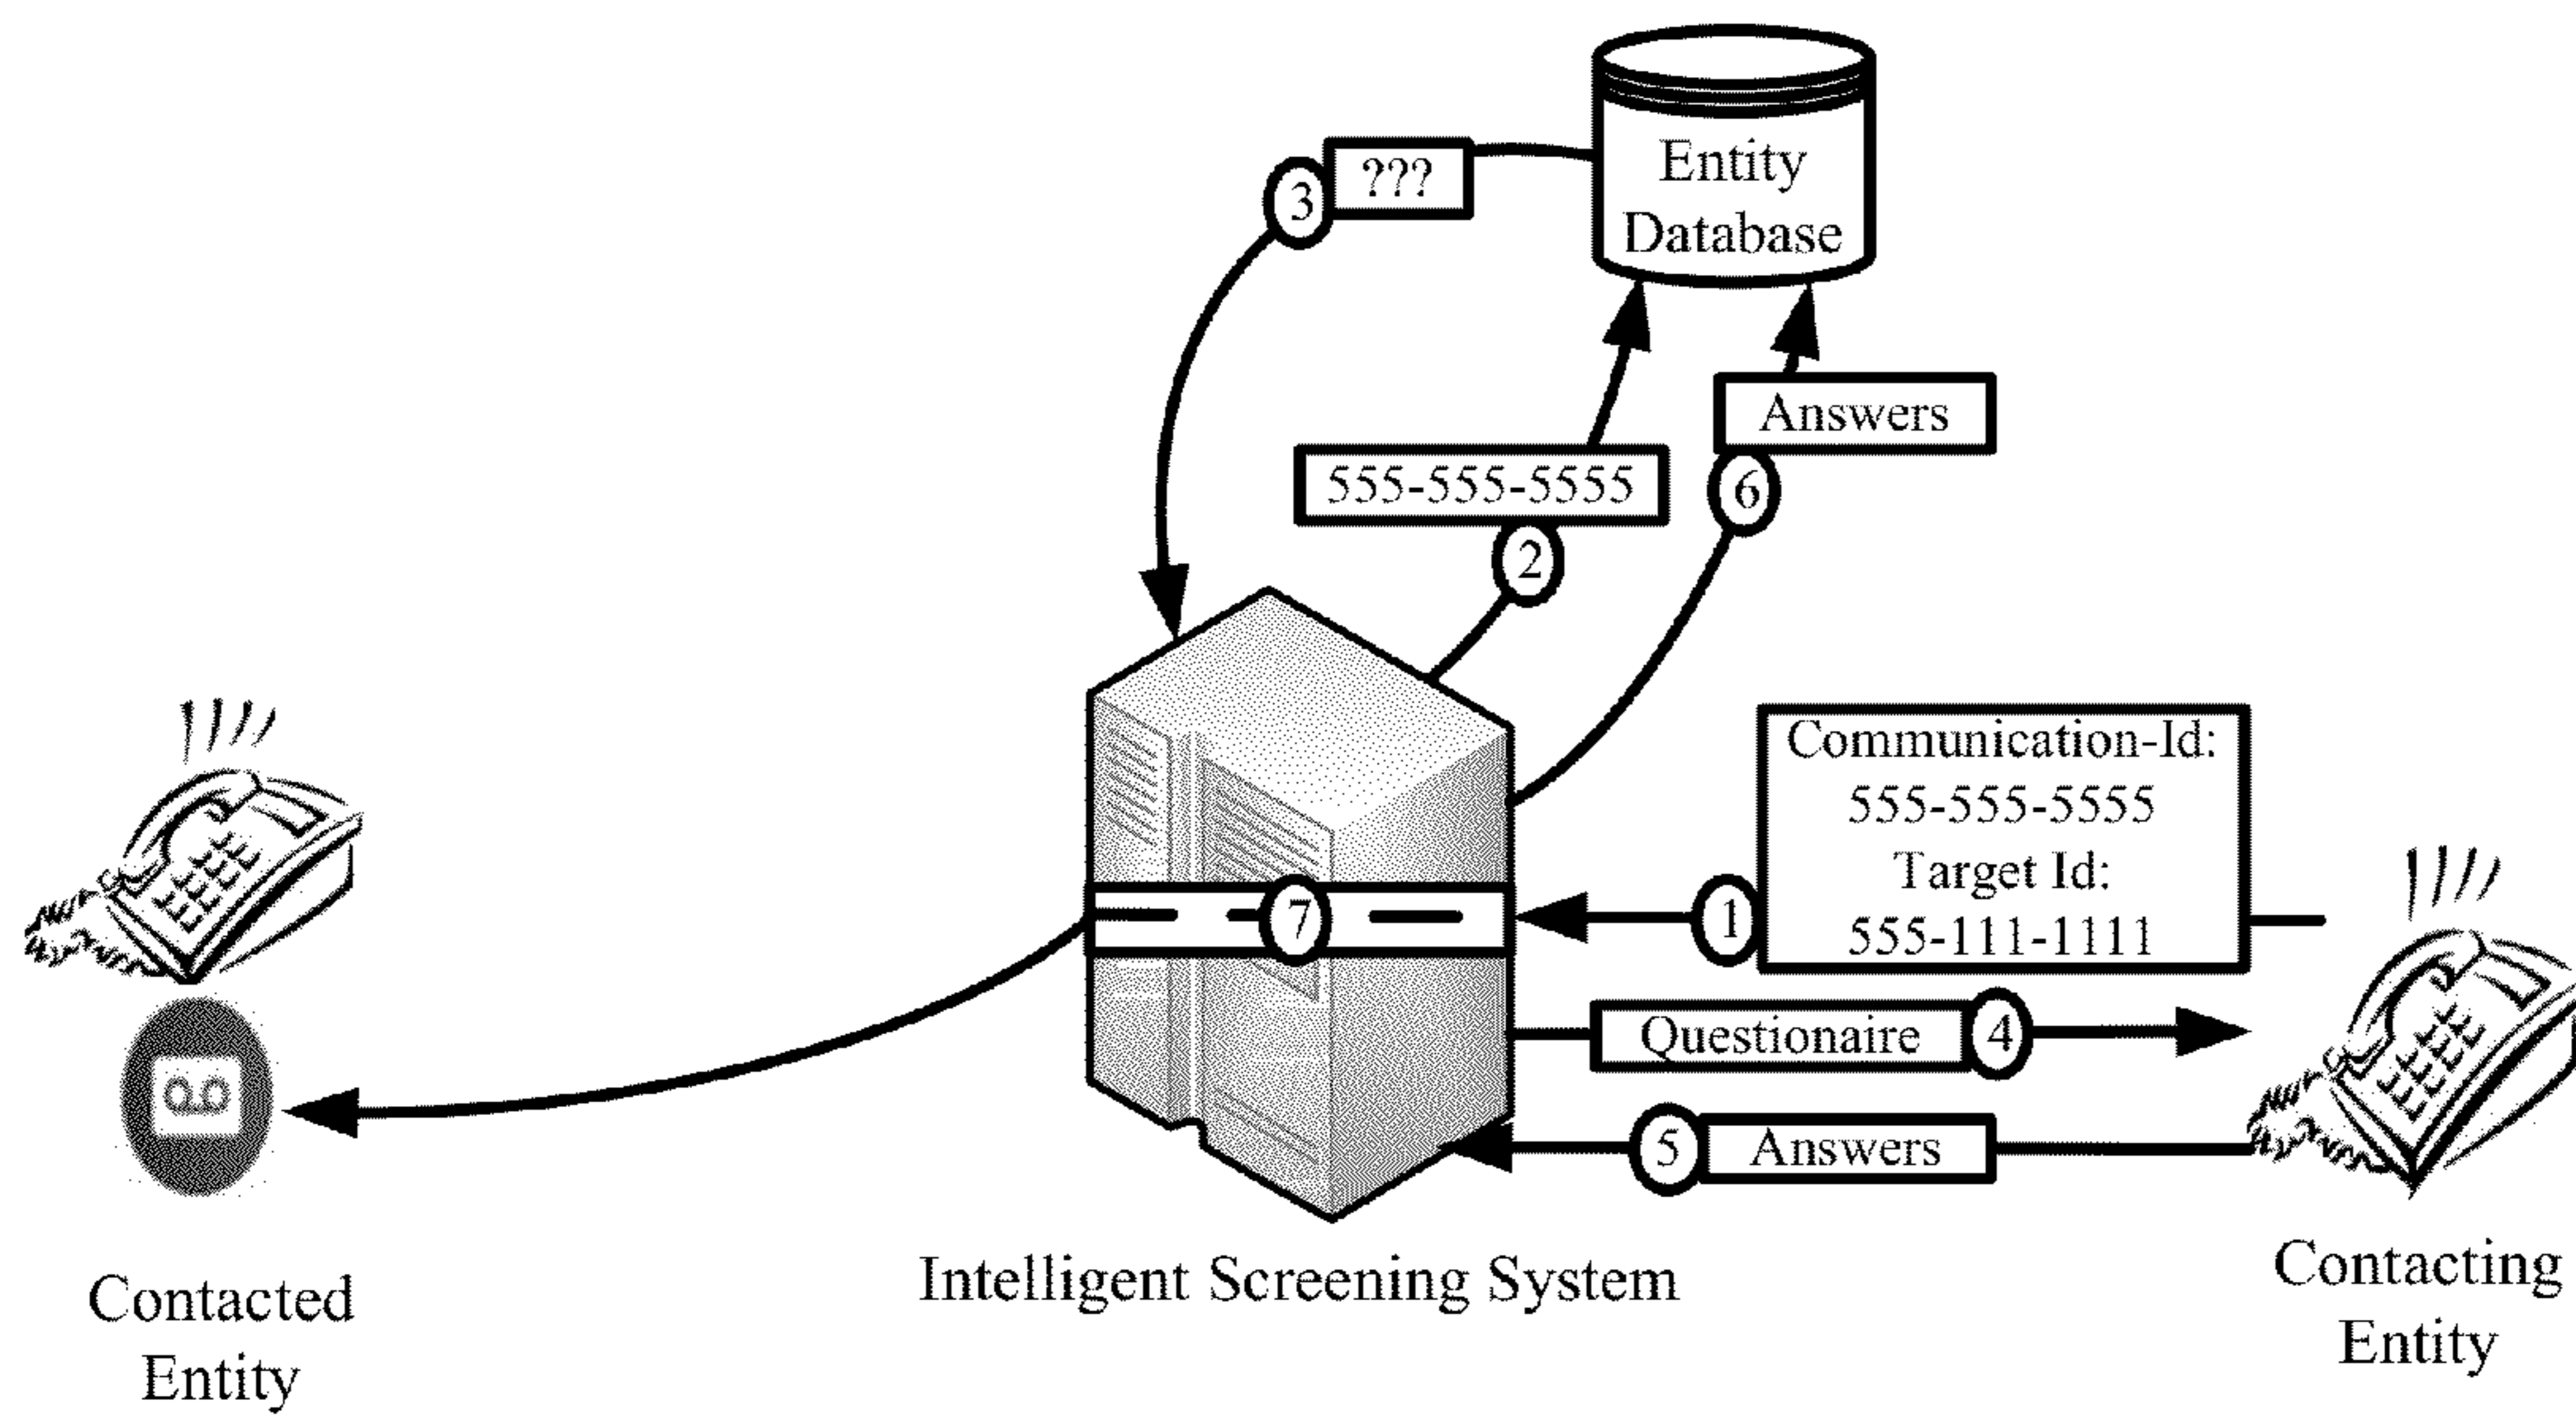 Entity
Database
???
3
Answers
555-555-5555
6
2
Communication-Id:
555-555-5555
Target Id:
555-111-1111
1
7
Questionaire
4
5
Answers
Intelligent Screening System
Contacted
Entity
Contacting
Entity